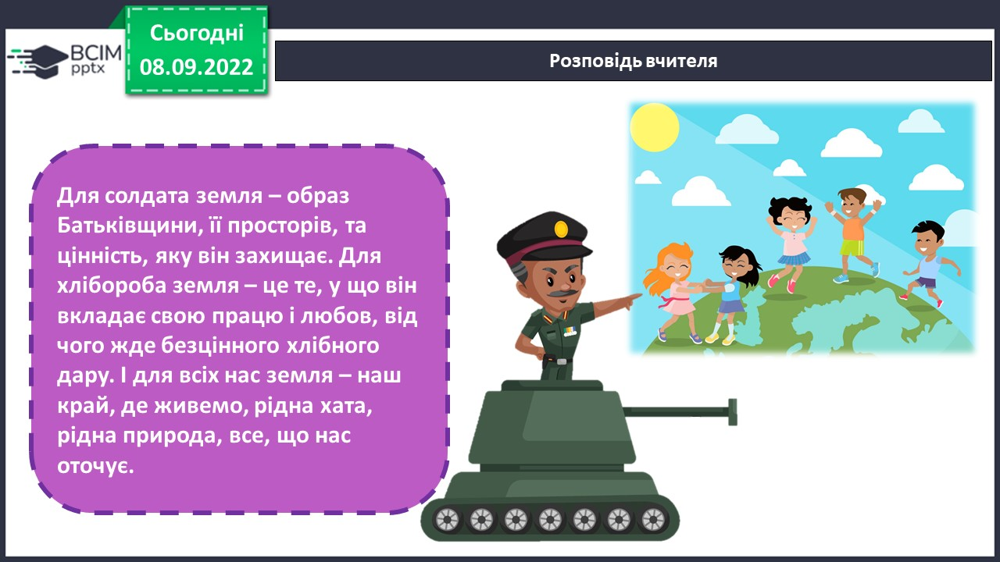 Сьогодні
08.09.2022
BCIM
pptx
Розповідь вчителя
Для солдата земля – образ
Батьківщини, її просторів, та
цінність, яку він захищає. Для
хлібороба земля – це те, у що він
вкладає свою працю і любов, від
чого жде безцінного хлібного
дару. І для всіх нас земля – наш
край, де живемо, рідна хата,
рідна природа, все, що нас
оточує.